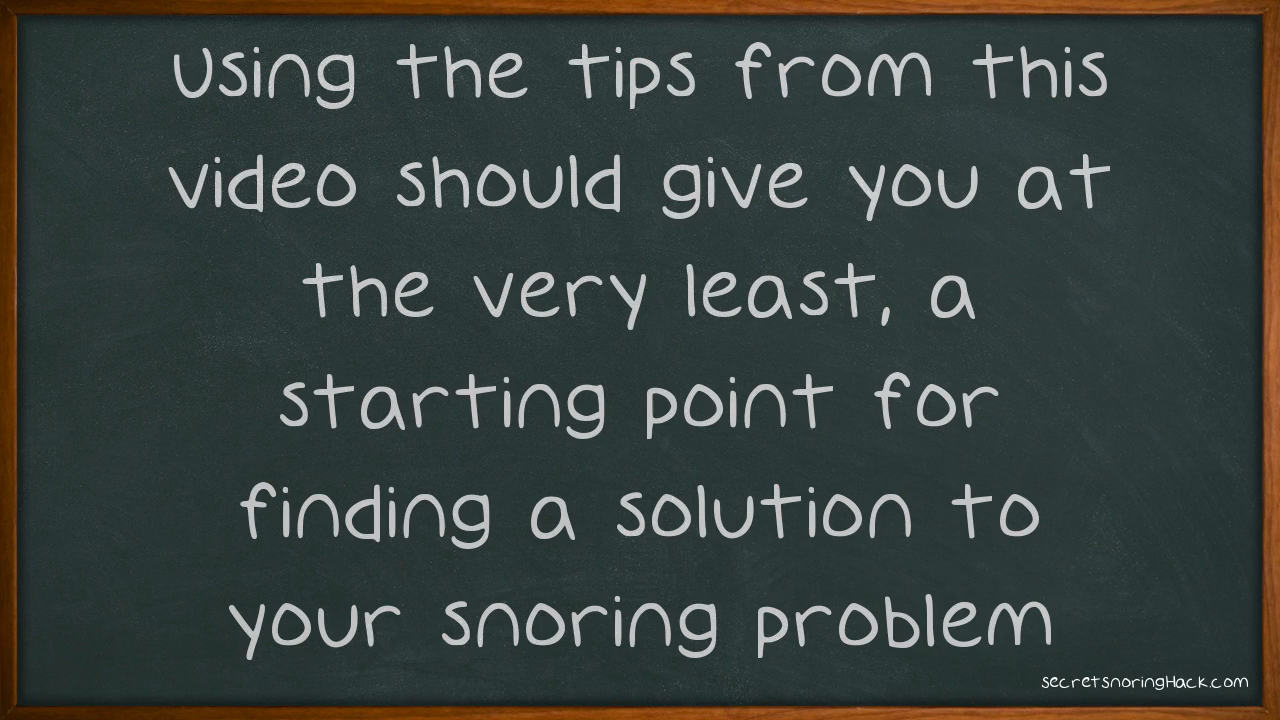 Using the tips from this
video should give you at
the very least, a
starting point for
finding a solution to
your snoring problem
secretsnoringHack.com